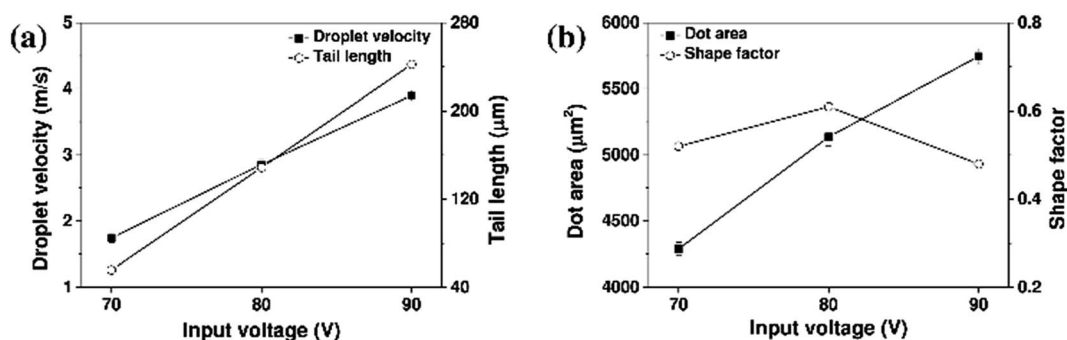 (a)
Droplet velocity (m/s)
5
4
3
2
1
Droplet velocity
Tail length
280
210
120
40
Tail length (μm)
70 80 90
Input voltage (V)
(b)
Dot area (μm²)
6000
5500
5000
4500
4000
Dot area
Shape factor
0.8
0.6
0.4
0.2
Shape factor
70 80 90
Input voltage (V)